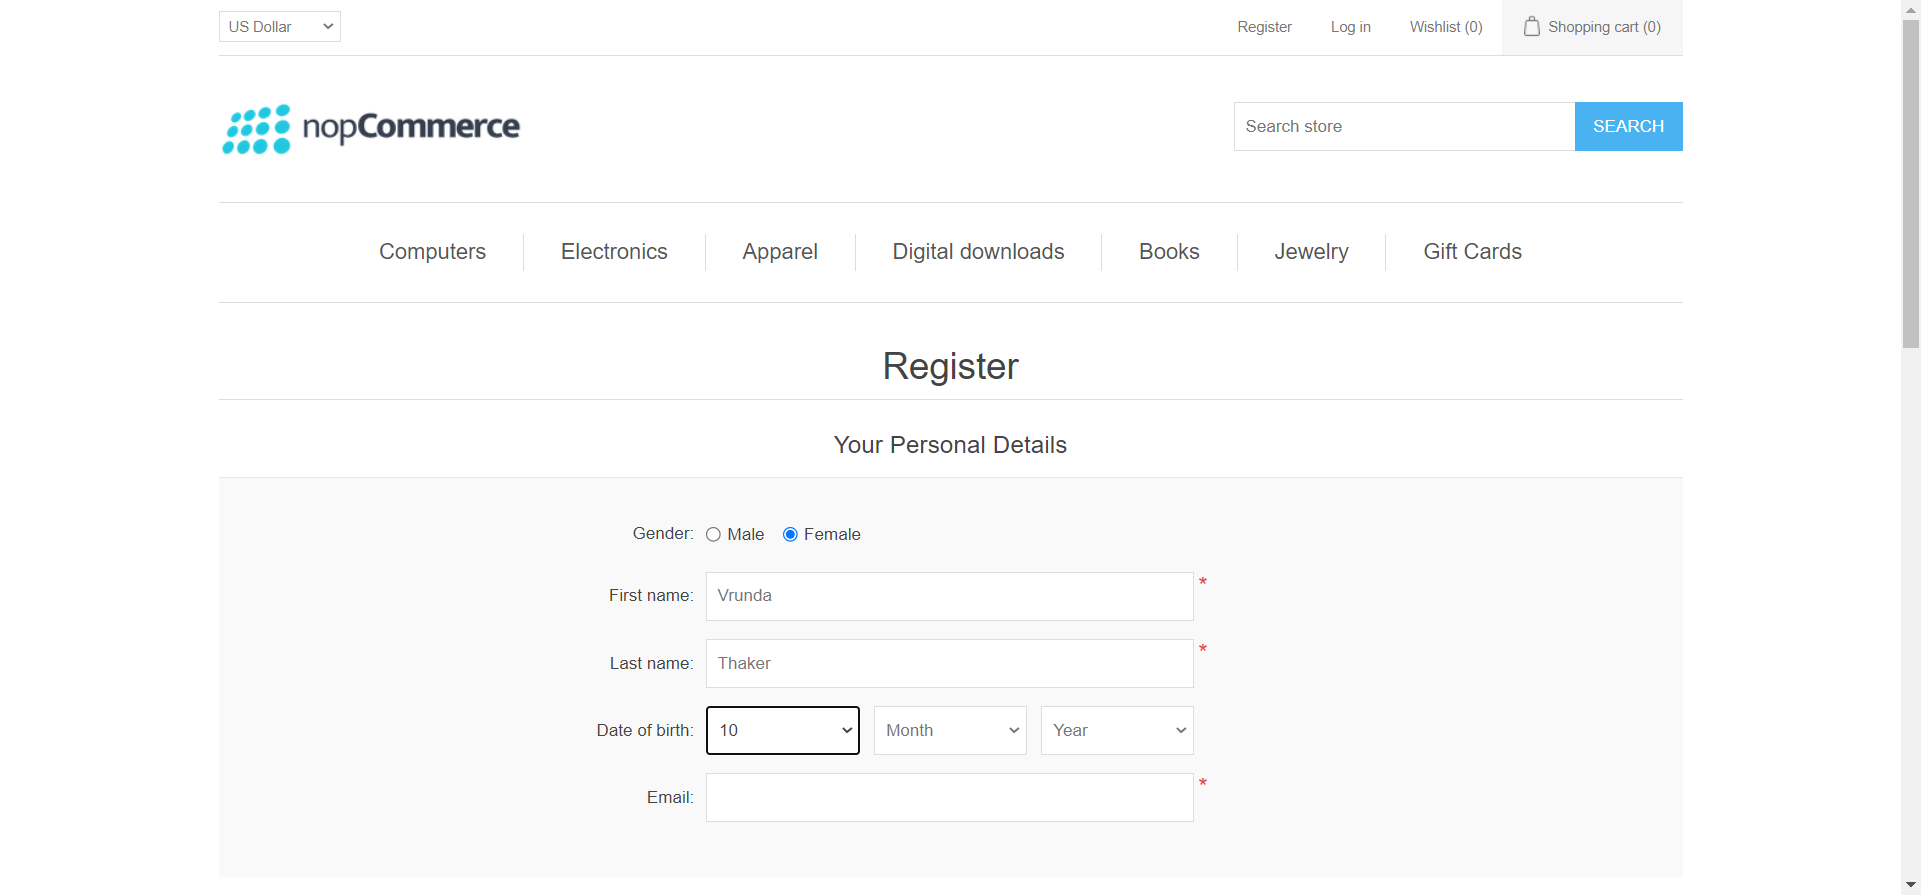 US Dollar Register Log in Wishlist (0) Shopping cart (0)
nopCommerce Search store SEARCH
Computers Electronics Apparel Digital downloads Books Jewelry Gift Cards
Register
Your Personal Details
Gender: Male Female
First name: Vrunda *
Last name: Thaker *
Date of birth: 10 Month Year
Email: *